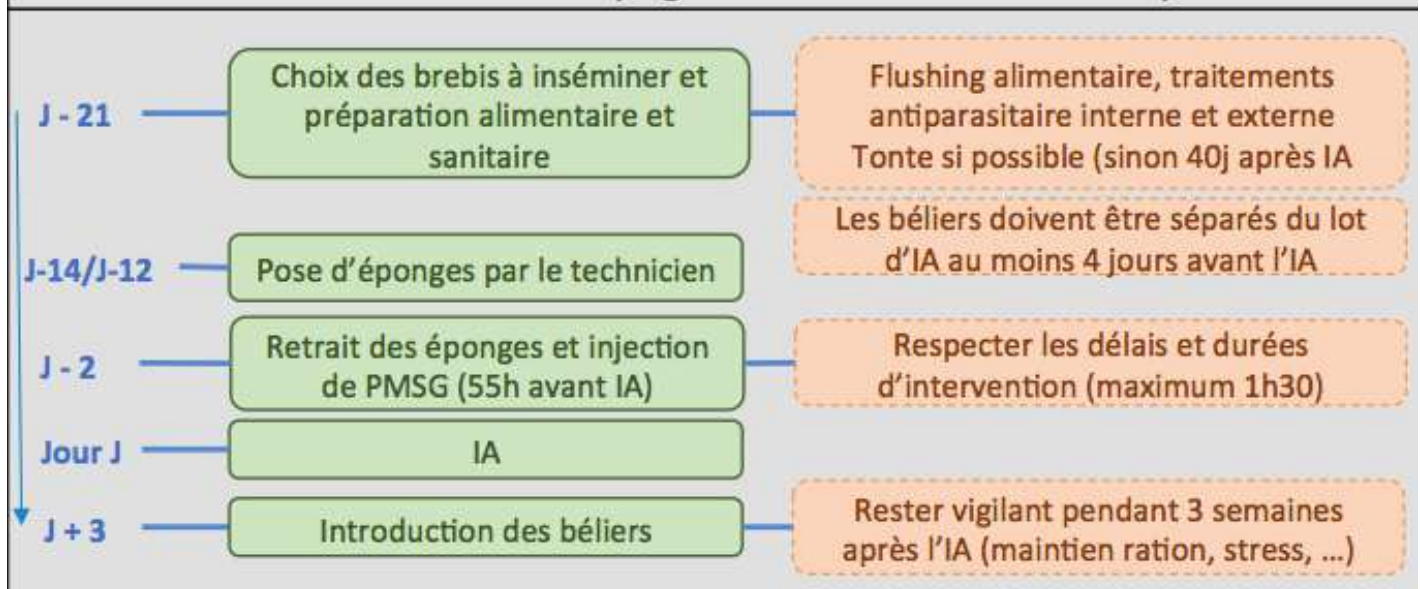 J - 21
Choix des brebis à inséminer et
préparation alimentaire et
sanitaire
Flushing alimentaire, traitements
antiparasitaire interne et externe
Tonte si possible (sinon 40j après IA
Les béliers doivent être séparés du lot
d'IA au moins 4 jours avant l'IA
J-14/J-12
Pose d'éponges par le technicien
J - 2
Retrait des éponges et injection
de PMSG (55h avant IA)
Respecter les délais et durées
d'intervention (maximum 1h30)
Jour J
IA
J + 3
Introduction des béliers
Rester vigilant pendant 3 semaines
après l'IA (maintien ration, stress, ...)